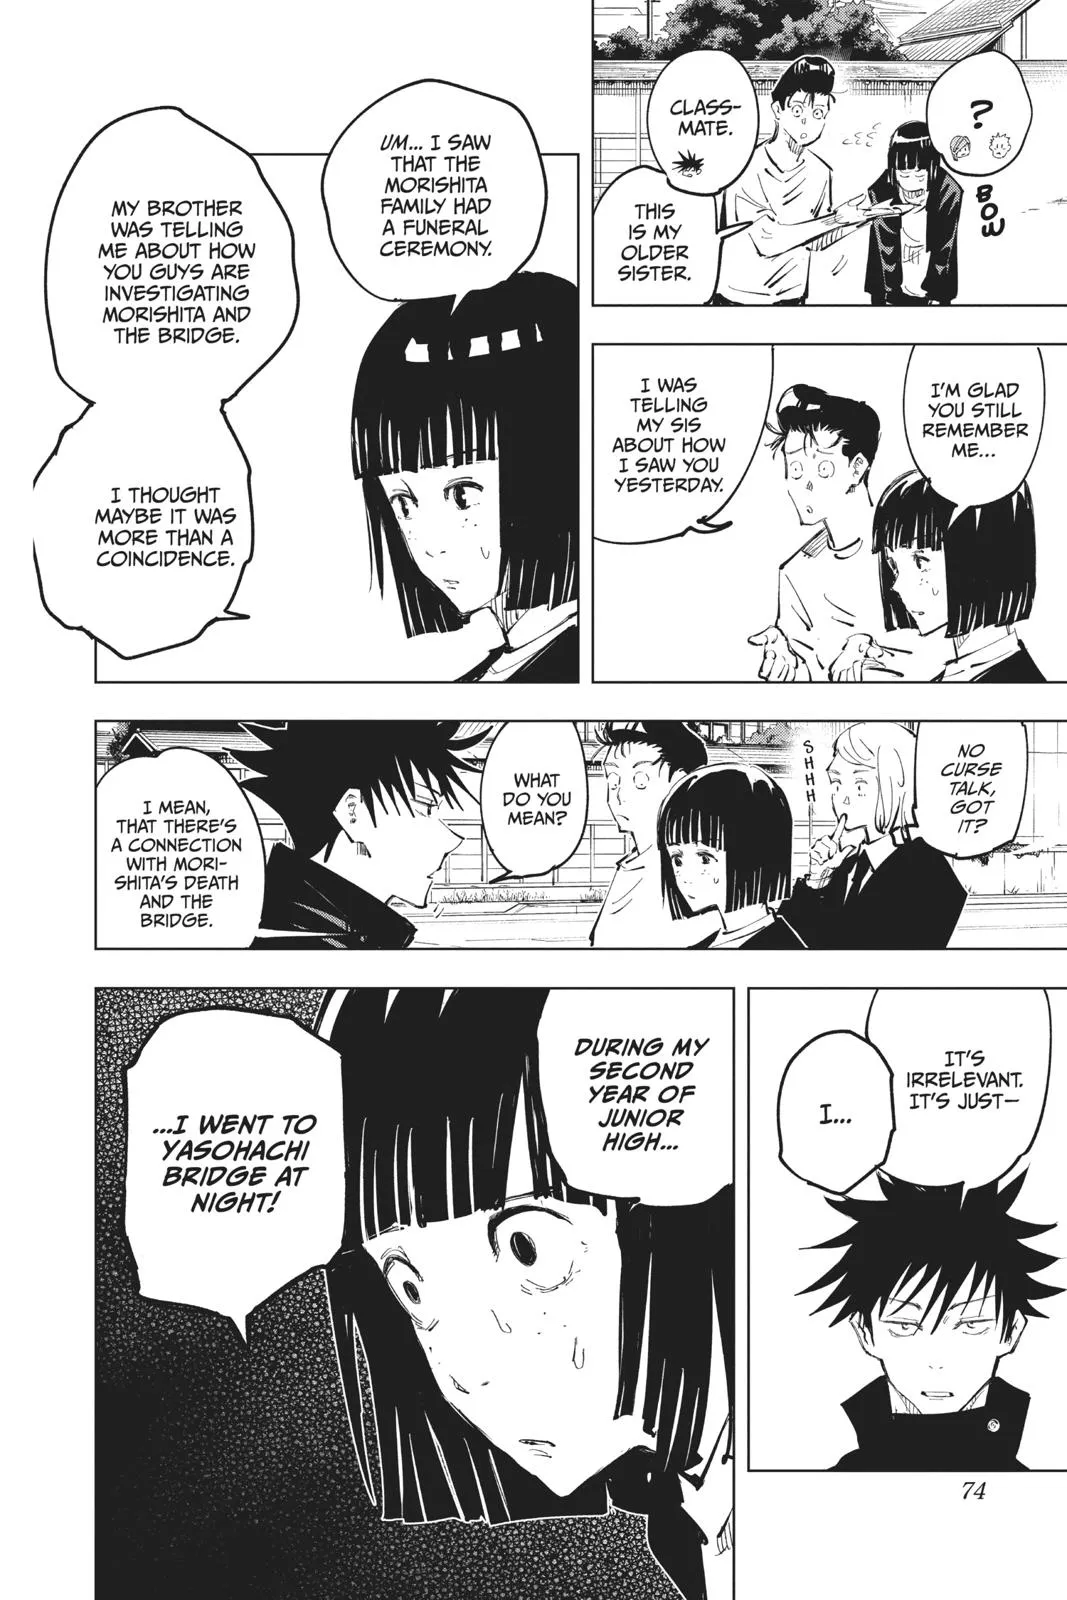 ?
CLASS-
MATE.
BOW
THIS
IS MY
OLDER
SISTER.
I'M GLAD
YOU STILL
REMEMBER
ME...
I WAS
TELLING
MY SIS
ABOUT HOW
I SAW YOU
YESTERDAY.
UM... I SAW
THAT THE
MORISHITA
FAMILY HAD
A FUNERAL
CEREMONY.
MY BROTHER
WAS TELLING
ME ABOUT HOW
YOU GUYS ARE
INVESTIGATING
MORISHITA AND
THE BRIDGE.
I THOUGHT
MAYBE IT WAS
MORE THAN A
COINCIDENCE.
NO
CURSE
TALK,
GOT
IT?
SHHH
WHAT
DO YOU
MEAN?
I MEAN,
THAT THERE'S
A CONNECTION
WITH MORI-
SHITA'S DEATH
AND THE
BRIDGE.
IT'S
IRRELEVANT.
IT'S JUST—
I...
DURING MY
SECOND
YEAR OF
JUNIOR
HIGH...
...I WENT TO
YASOHACHI
BRIDGE AT
NIGHT!
74